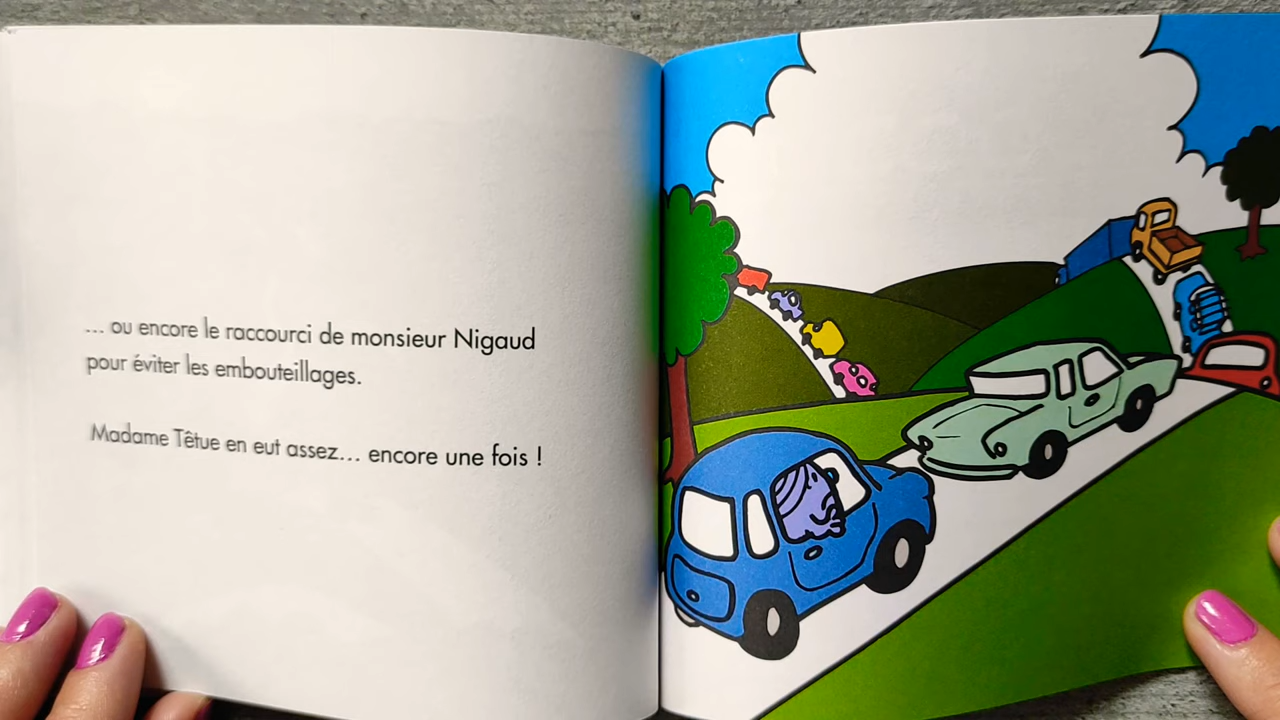 ... ou encore le raccourci de monsieur Nigaud
pour éviter les embouteillages.
Madame Têtue en eut assez... encore une fois !